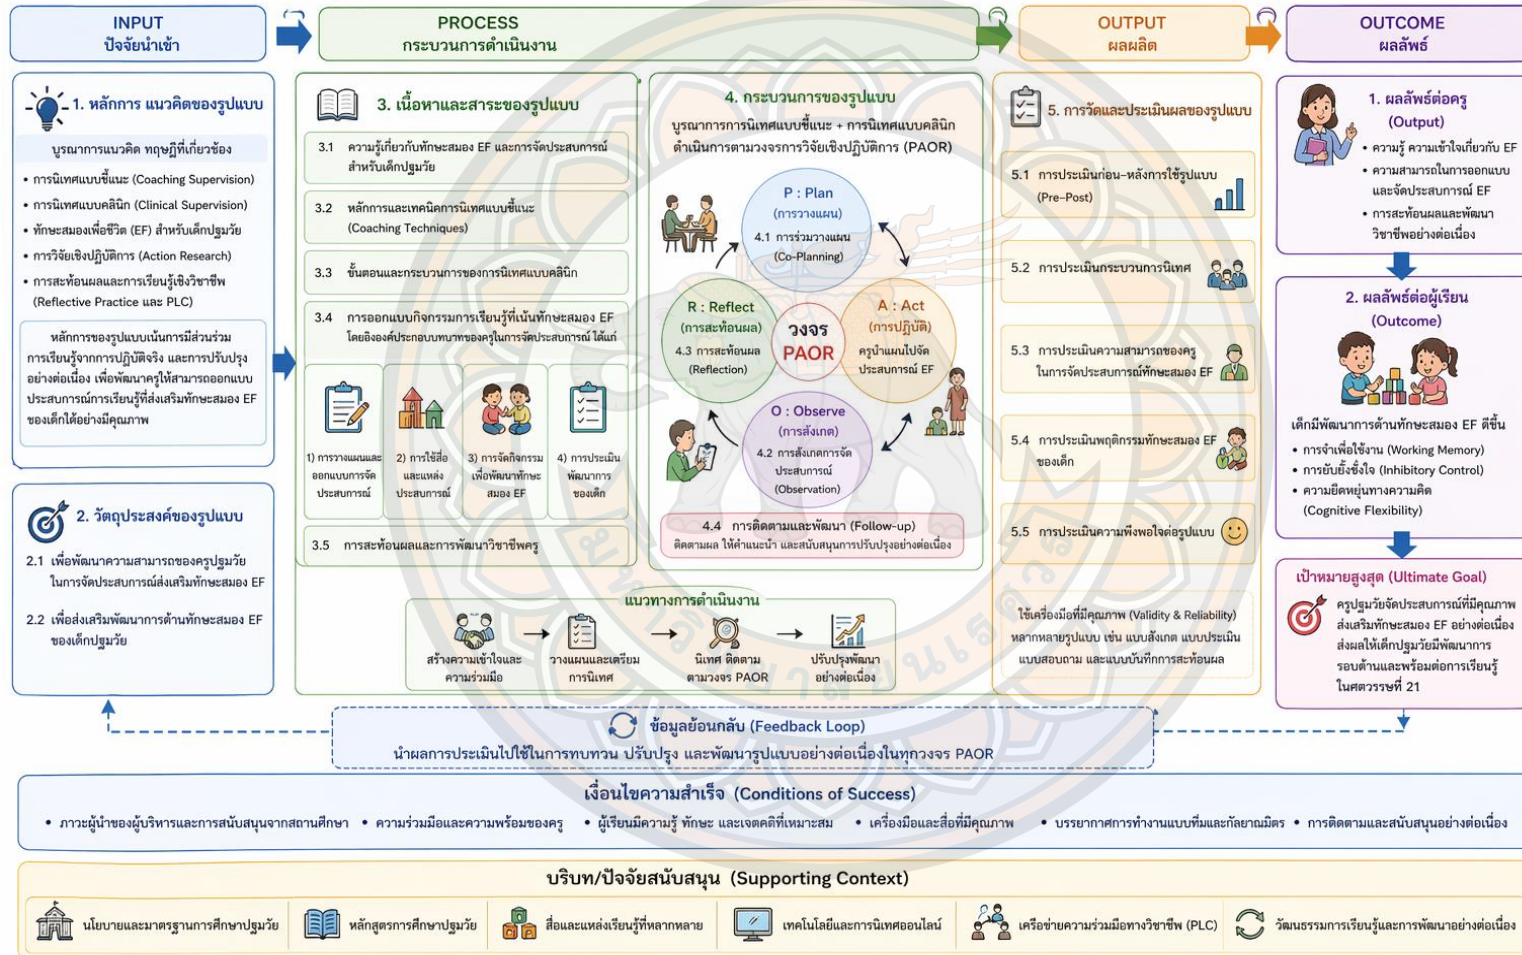 INPUT
ปัจจัยนำเข้า
PROCESS
กระบวนการดำเนินงาน
OUTPUT
ผลผลิต
OUTCOME
ผลลัพธ์
1. หลักการ แนวคิดของรูปแบบ
บูรณาการแนวคิด ทฤษฎีที่เกี่ยวข้อง
• การนิเทศแบบชี้แนะ (Coaching Supervision)
• การนิเทศแบบคลินิก (Clinical Supervision)
• ทักษะสมองเพื่อชีวิต (EF) สำหรับเด็กปฐมวัย
• การวิจัยเชิงปฏิบัติการ (Action Research)
• การสะท้อนผลและการเรียนรู้เชิงวิชาชีพ
(Reflective Practice และ PLC)
หลักการของรูปแบบเน้นการมีส่วนร่วม
การเรียนรู้จากการปฏิบัติจริง และการปรับปรุง
อย่างต่อเนื่อง เพื่อพัฒนาครูให้สามารถออกแบบ
ประสบการณ์การเรียนรู้ที่ส่งเสริมทักษะสมอง EF
ของเด็กได้อย่างมีคุณภาพ
2. วัตถุประสงค์ของรูปแบบ
2.1 เพื่อพัฒนาความสามารถของครูปฐมวัย
ในการจัดประสบการณ์ส่งเสริมทักษะสมอง EF
2.2 เพื่อส่งเสริมพัฒนาการด้านทักษะสมอง EF
ของเด็กปฐมวัย
3. เนื้อหาและสาระของรูปแบบ
3.1 ความรู้เกี่ยวกับทักษะสมอง EF และการจัดประสบการณ์
สำหรับเด็กปฐมวัย
3.2 หลักการและเทคนิคการนิเทศแบบชี้แนะ
(Coaching Techniques)
3.3 ขั้นตอนและกระบวนการของการนิเทศแบบคลินิก
3.4 การออกแบบกิจกรรมการเรียนรู้ที่เน้นทักษะสมอง EF
โดยอิงองค์ประกอบบทบาทของครูในการจัดประสบการณ์ ได้แก่
1) การวางแผนและ
ออกแบบการจัด
ประสบการณ์
2) การใช้สื่อ
และแหล่ง
ประสบการณ์
3) การจัดกิจกรรม
เพื่อพัฒนาทักษะ
สมอง EF
4) การประเมิน
พัฒนาการ
ของเด็ก
3.5 การสะท้อนผลและการพัฒนาวิชาชีพครู
4. กระบวนการของรูปแบบ
บูรณาการการนิเทศแบบชี้แนะ + การนิเทศแบบคลินิก
ดำเนินการตามวงจรการวิจัยเชิงปฏิบัติการ (PAOR)
P : Plan
(การวางแผน)
4.1 การร่วมวางแผน
(Co-Planning)
R : Reflect
(การสะท้อนผล)
4.3 การสะท้อนผล
(Reflection)
วงจร
PAOR
A : Act
(การปฏิบัติ)
ครูนำแผนไปจัด
ประสบการณ์ EF
O : Observe
(การสังเกต)
4.2 การสังเกตการจัด
ประสบการณ์
(Observation)
4.4 การติดตามและพัฒนา (Follow-up)
ติดตามผล ให้คำแนะนำ และสนับสนุนการปรับปรุงอย่างต่อเนื่อง
แนวทางการดำเนินงาน
สร้างความเข้าใจและ
ความร่วมมือ
วางแผนและเตรียม
การนิเทศ
นิเทศ ติดตาม
ตามวงจร PAOR
ปรับปรุงพัฒนา
อย่างต่อเนื่อง
5. การวัดและประเมินผลของรูปแบบ
5.1 การประเมินก่อน–หลังการใช้รูปแบบ
(Pre-Post)
5.2 การประเมินกระบวนการนิเทศ
5.3 การประเมินความสามารถของครู
ในการจัดประสบการณ์ทักษะสมอง EF
5.4 การประเมินพฤติกรรมทักษะสมอง EF
ของเด็ก
5.5 การประเมินความพึงพอใจต่อรูปแบบ
ใช้เครื่องมือที่มีคุณภาพ (Validity & Reliability)
หลากหลายรูปแบบ เช่น แบบสังเกต แบบประเมิน
แบบสอบถาม และแบบบันทึกการสะท้อนผล
1. ผลลัพธ์ต่อครู
(Output)
• ความรู้ ความเข้าใจเกี่ยวกับ EF
• ความสามารถในการออกแบบ
และจัดประสบการณ์ EF
• การสะท้อนผลและพัฒนา
วิชาชีพอย่างต่อเนื่อง
2. ผลลัพธ์ต่อผู้เรียน
(Outcome)
เด็กมีพัฒนาการด้านทักษะสมอง EF ดีขึ้น
• การจำเพื่อใช้งาน (Working Memory)
• การยับยั้งชั่งใจ (Inhibitory Control)
• ความยืดหยุ่นทางความคิด
(Cognitive Flexibility)
เป้าหมายสูงสุด (Ultimate Goal)
ครูปฐมวัยจัดประสบการณ์ที่มีคุณภาพ
ส่งเสริมทักษะสมอง EF อย่างต่อเนื่อง
ส่งผลให้เด็กปฐมวัยมีพัฒนาการ
รอบด้านและพร้อมต่อการเรียนรู้
ในศตวรรษที่ 21
ข้อมูลย้อนกลับ (Feedback Loop)
นำผลการประเมินไปใช้ในการทบทวน ปรับปรุง และพัฒนารูปแบบอย่างต่อเนื่องในทุกวงจร PAOR
เงื่อนไขความสำเร็จ (Conditions of Success)
• ภาวะผู้นำของผู้บริหารและการสนับสนุนจากสถานศึกษา • ความร่วมมือและความพร้อมของครู • ผู้เรียนมีความรู้ ทักษะ และเจตคติที่เหมาะสม • เครื่องมือและสื่อที่มีคุณภาพ • บรรยากาศการทำงานแบบทีมและกัลยาณมิตร • การติดตามและสนับสนุนอย่างต่อเนื่อง
บริบท/ปัจจัยสนับสนุน (Supporting Context)
นโยบายและมาตรฐานการศึกษาปฐมวัย
หลักสูตรการศึกษาปฐมวัย
สื่อและแหล่งเรียนรู้ที่หลากหลาย
เทคโนโลยีและการนิเทศออนไลน์
เครือข่ายความร่วมมือทางวิชาชีพ (PLC)
วัฒนธรรมการเรียนรู้และการพัฒนาอย่างต่อเนื่อง
มหาวิทยาลัยนเรศวร